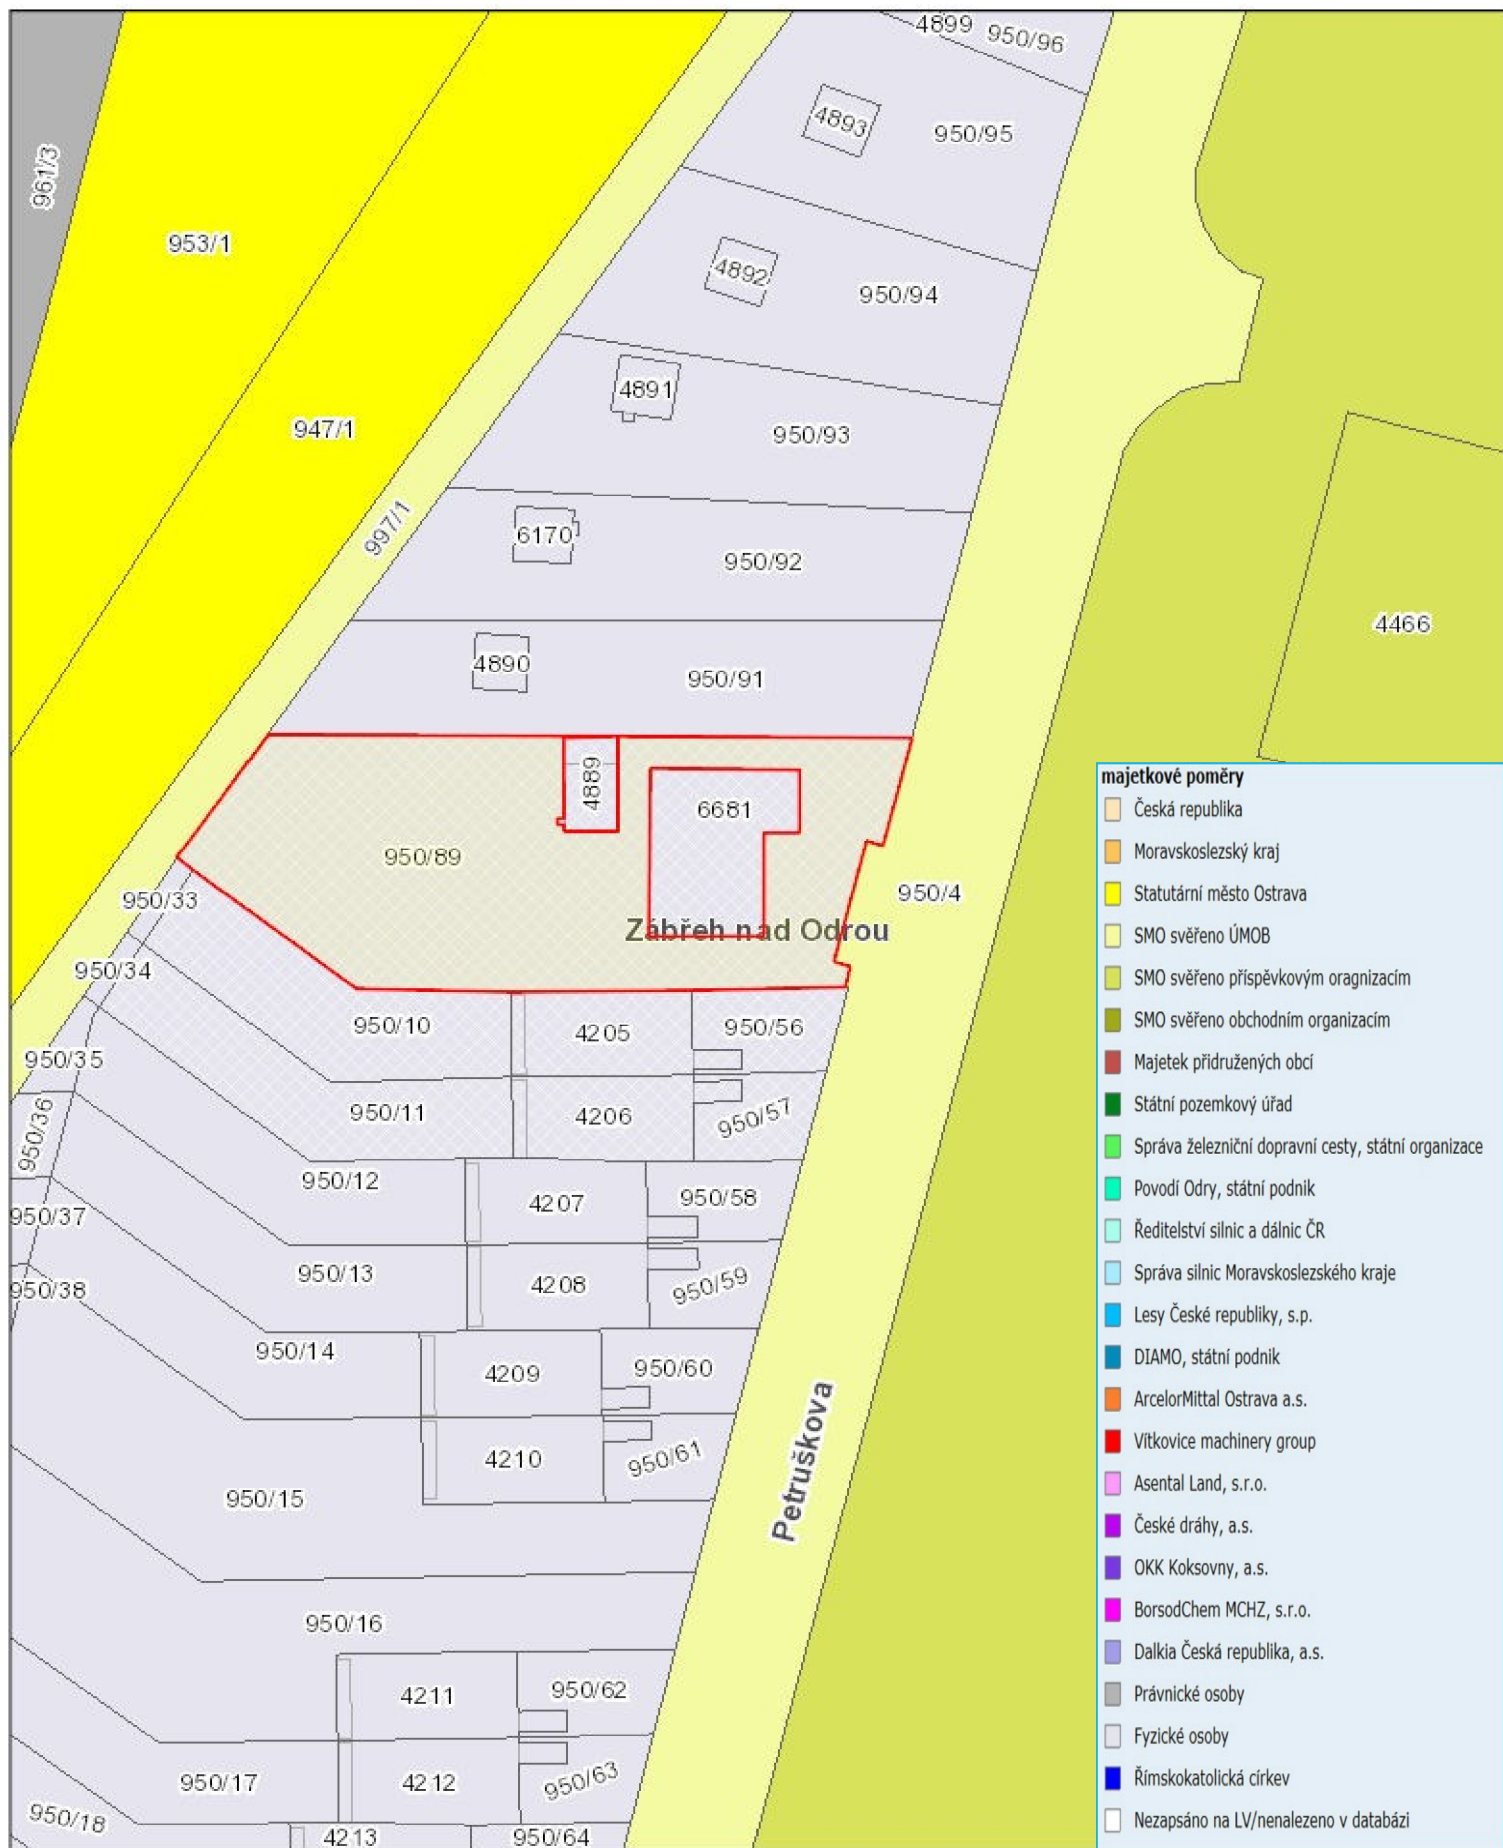 4899
950/96
4893
950/95
961/3
953/1
4892
950/94
4891
947/1
950/93
997/1
6170
950/92
4466
4890
950/91
4889
6681
950/89
950/33
950/4
Zábřeh nad Odrou
950/34
950/10
4205
950/56
950/35
950/11
4206
950/57
950/36
950/12
4207
950/58
950/37
950/13
4208
950/59
950/38
950/14
4209
950/60
4210
950/61
Petruškova
950/15
950/16
4211
950/62
950/17
4212
950/63
950/18
4213
950/64
majetkové poměry
Česká republika
Moravskoslezský kraj
Statutární město Ostrava
SMO svěřeno ÚMOB
SMO svěřeno příspěvkovým oragnizacím
SMO svěřeno obchodním organizacím
Majetek přidružených obcí
Státní pozemkový úřad
Správa železniční dopravní cesty, státní organizace
Povodí Odry, státní podnik
Ředitelství silnic a dálnic ČR
Správa silnic Moravskoslezského kraje
Lesy České republiky, s.p.
DIAMO, státní podnik
ArcelorMittal Ostrava a.s.
Vítkovice machinery group
Asental Land, s.r.o.
České dráhy, a.s.
OKK Koksovny, a.s.
BorsodChem MCHZ, s.r.o.
Dalkia Česká republika, a.s.
Právnické osoby
Fyzické osoby
Římskokatolická církev
Nezapsáno na LV/nenalezeno v databázi